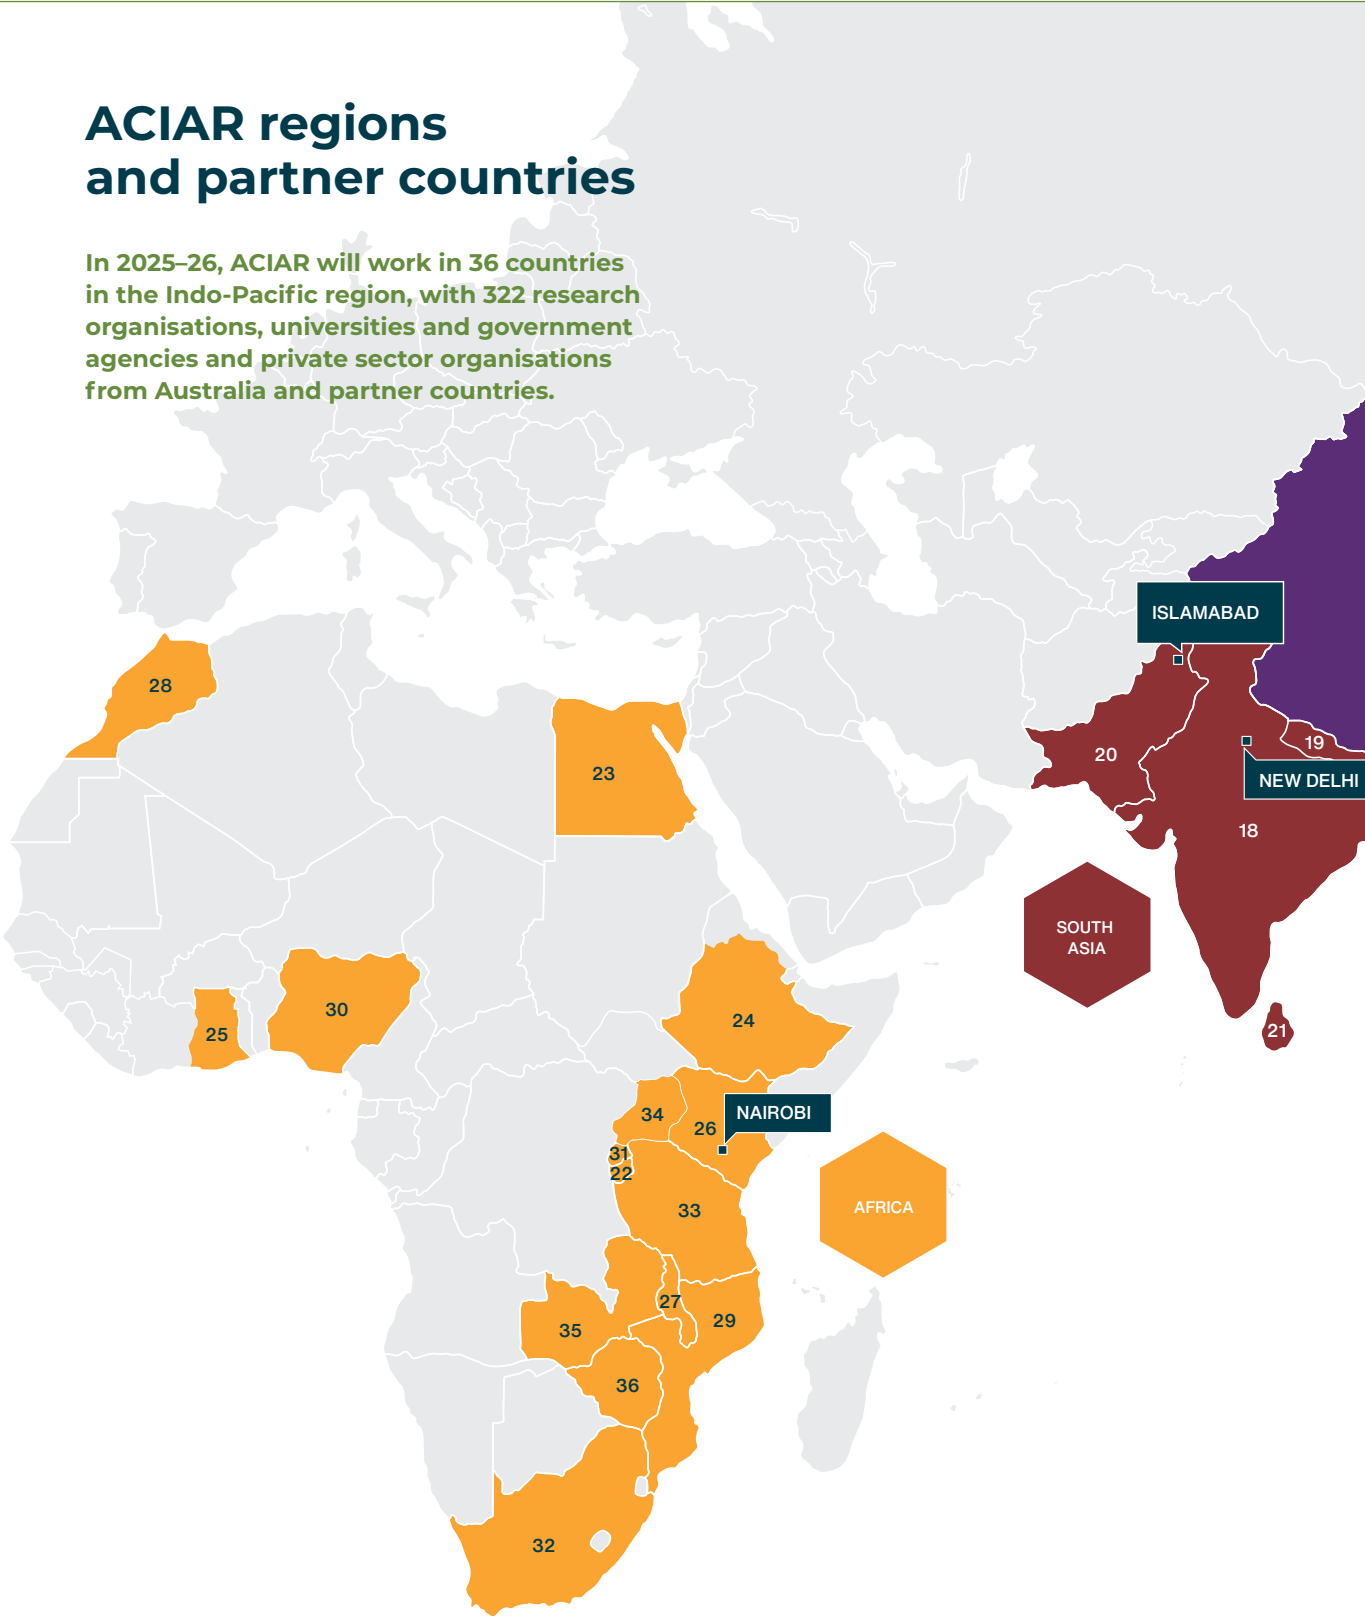 ACIAR regions
and partner countries
In 2025–26, ACIAR will work in 36 countries
in the Indo-Pacific region, with 322 research
organisations, universities and government
agencies and private sector organisations
from Australia and partner countries.
ISLAMABAD
28
19
20
23
NEW DELHI
18
SOUTH
ASIA
30
24
21
25
NAIROBI
34
26
31
22
AFRICA
33
27
29
35
36
32